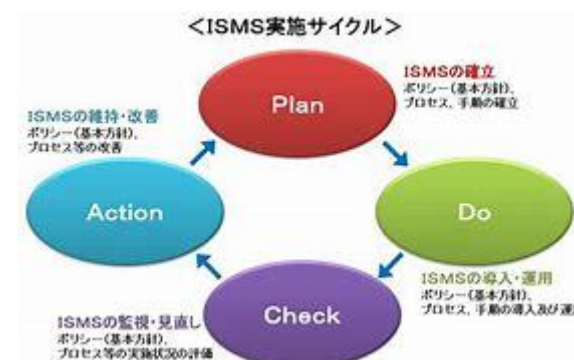 ＜ISMS実施サイクル＞
Plan
ISMSの確立
ポリシー(基本方針)、
プロセス、手順の確立
ISMSの維持・改善
ポリシー(基本方針)、
プロセス等の改善
Action
Do
ISMSの導入・運用
ポリシー(基本方針)、
プロセス、手順の導入及び運
Check
ISMSの監視・見直し
ポリシー(基本方針)、
プロセス等の実施状況の評価